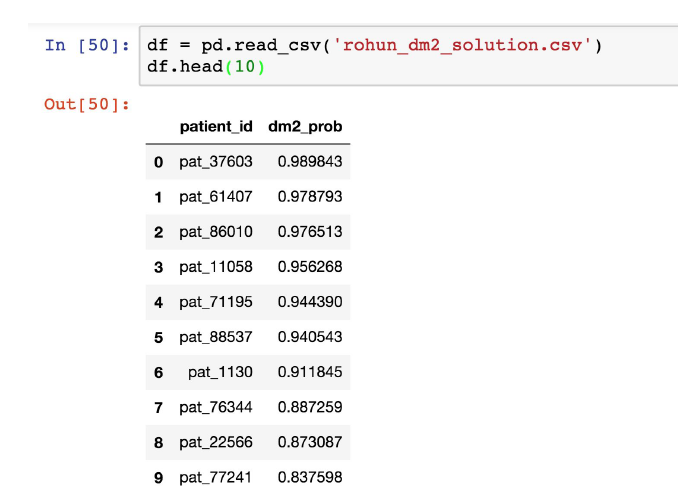 In [50]: df = pd.read_csv('rohun_dm2_solution.csv')
df.head(10)
Out[50]:
patient_id dm2_prob
0 pat_37603 0.989843
1 pat_61407 0.978793
2 pat_86010 0.976513
3 pat_11058 0.956268
4 pat_71195 0.944390
5 pat_88537 0.940543
6 pat_1130 0.911845
7 pat_76344 0.887259
8 pat_22566 0.873087
9 pat_77241 0.837598